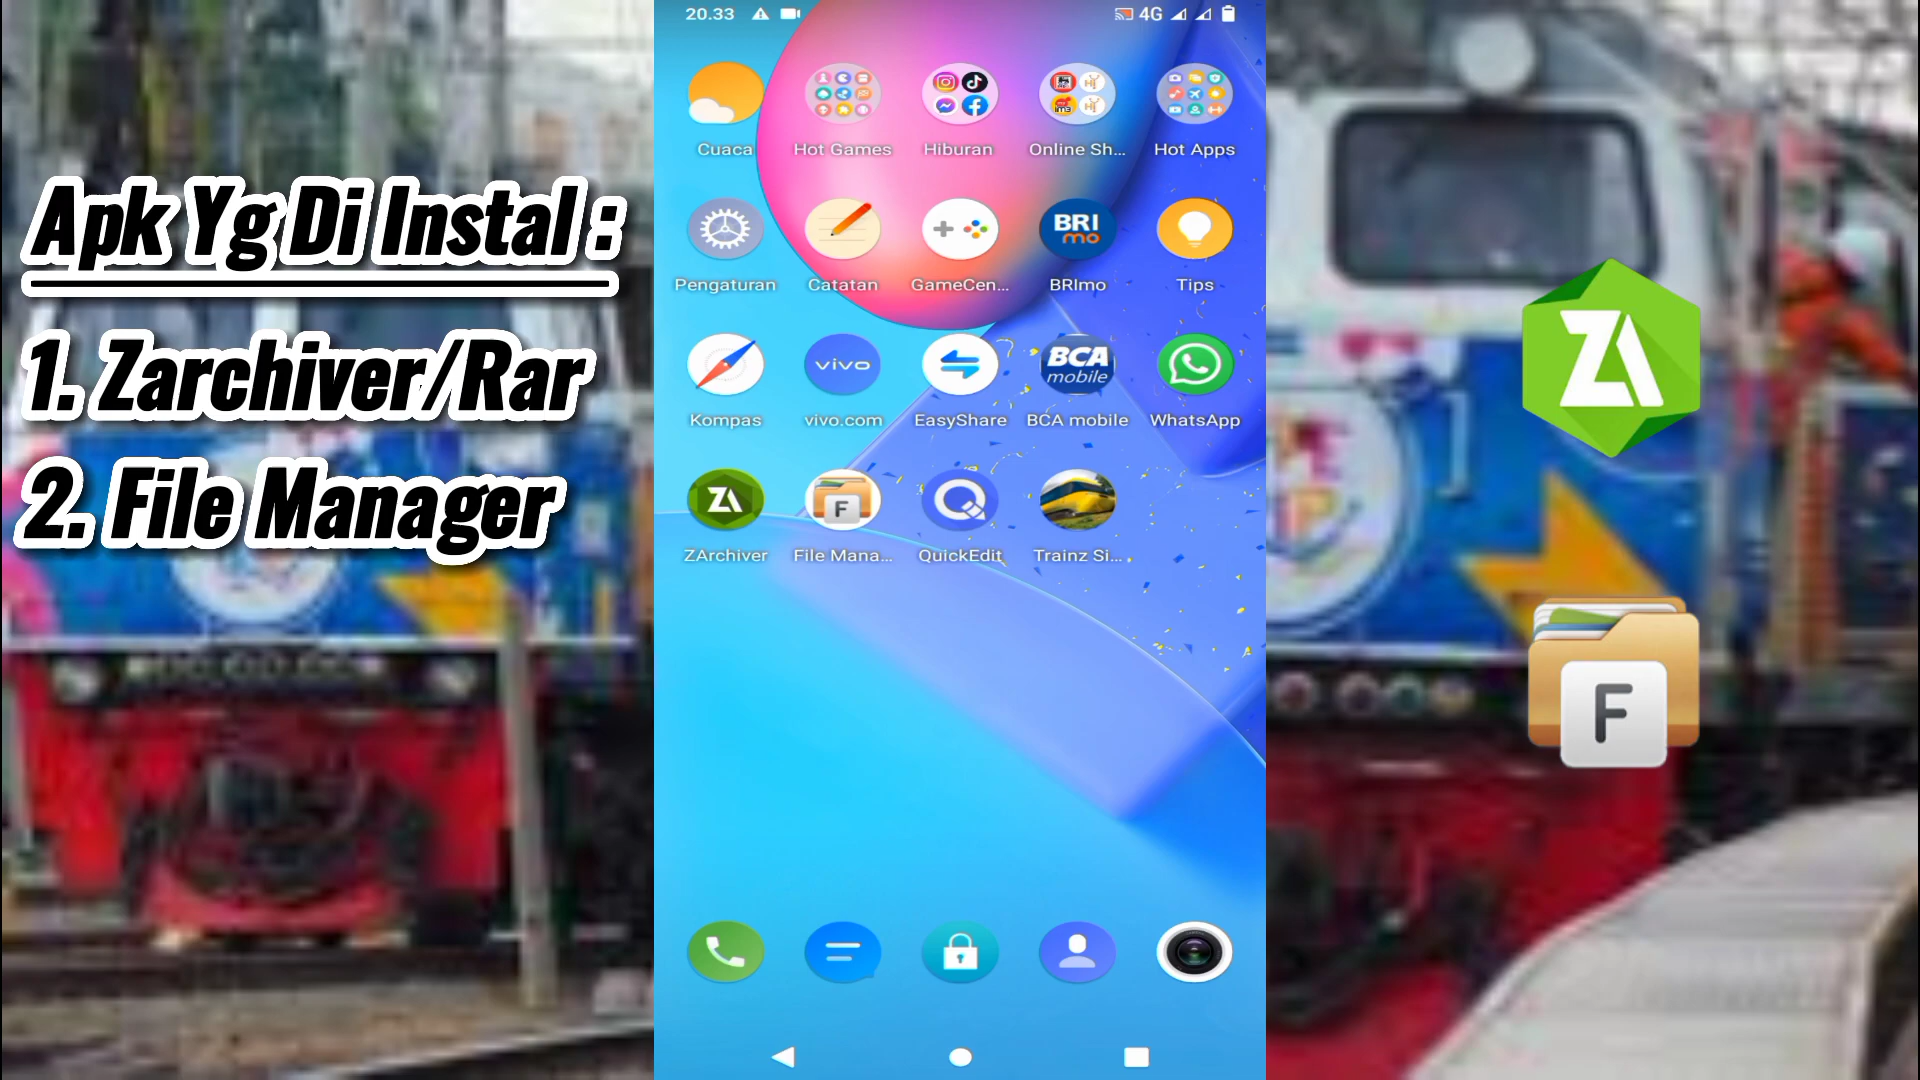 Apk Yg Di Instal :
1. Zarchiver/Rar
2. File Manager
20.33
4G
Cuaca
Hot Games
Hiburan
Online Sh...
Hot Apps
BRI
mo
Pengaturan
Catatan
GameCen...
BRImo
Tips
vivo
BCA
mobile
Kompas
vivo.com
EasyShare
BCA mobile
WhatsApp
ZA
F
ZArchiver
File Mana...
QuickEdit
Trainz Si...
ZA
F